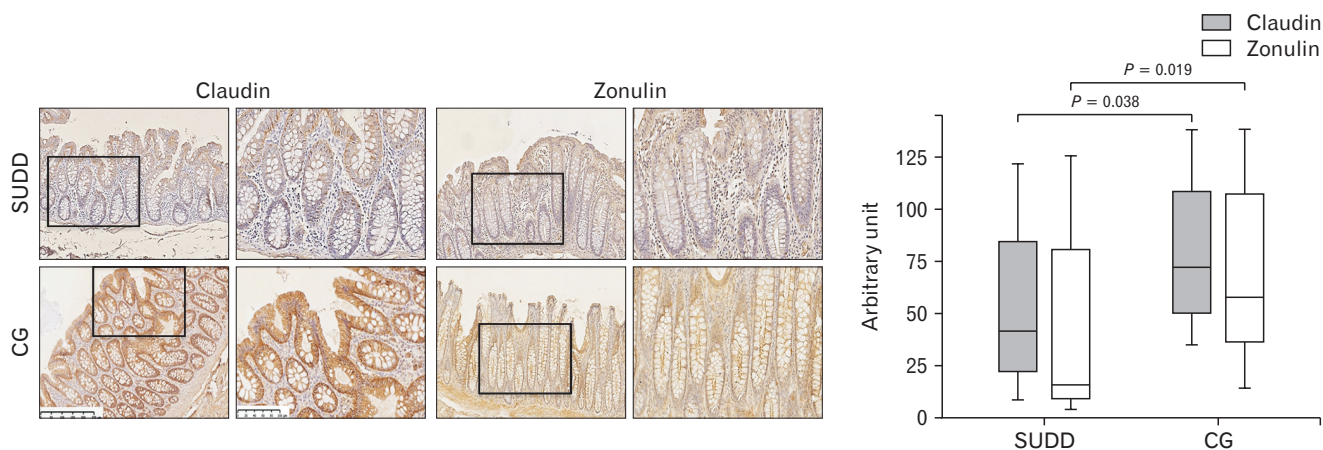 Claudin
Zonulin
SUDD
CG
Claudin
Zonulin
P = 0.019
P = 0.038
Arbitrary unit
125
100
75
50
25
0
SUDD
CG